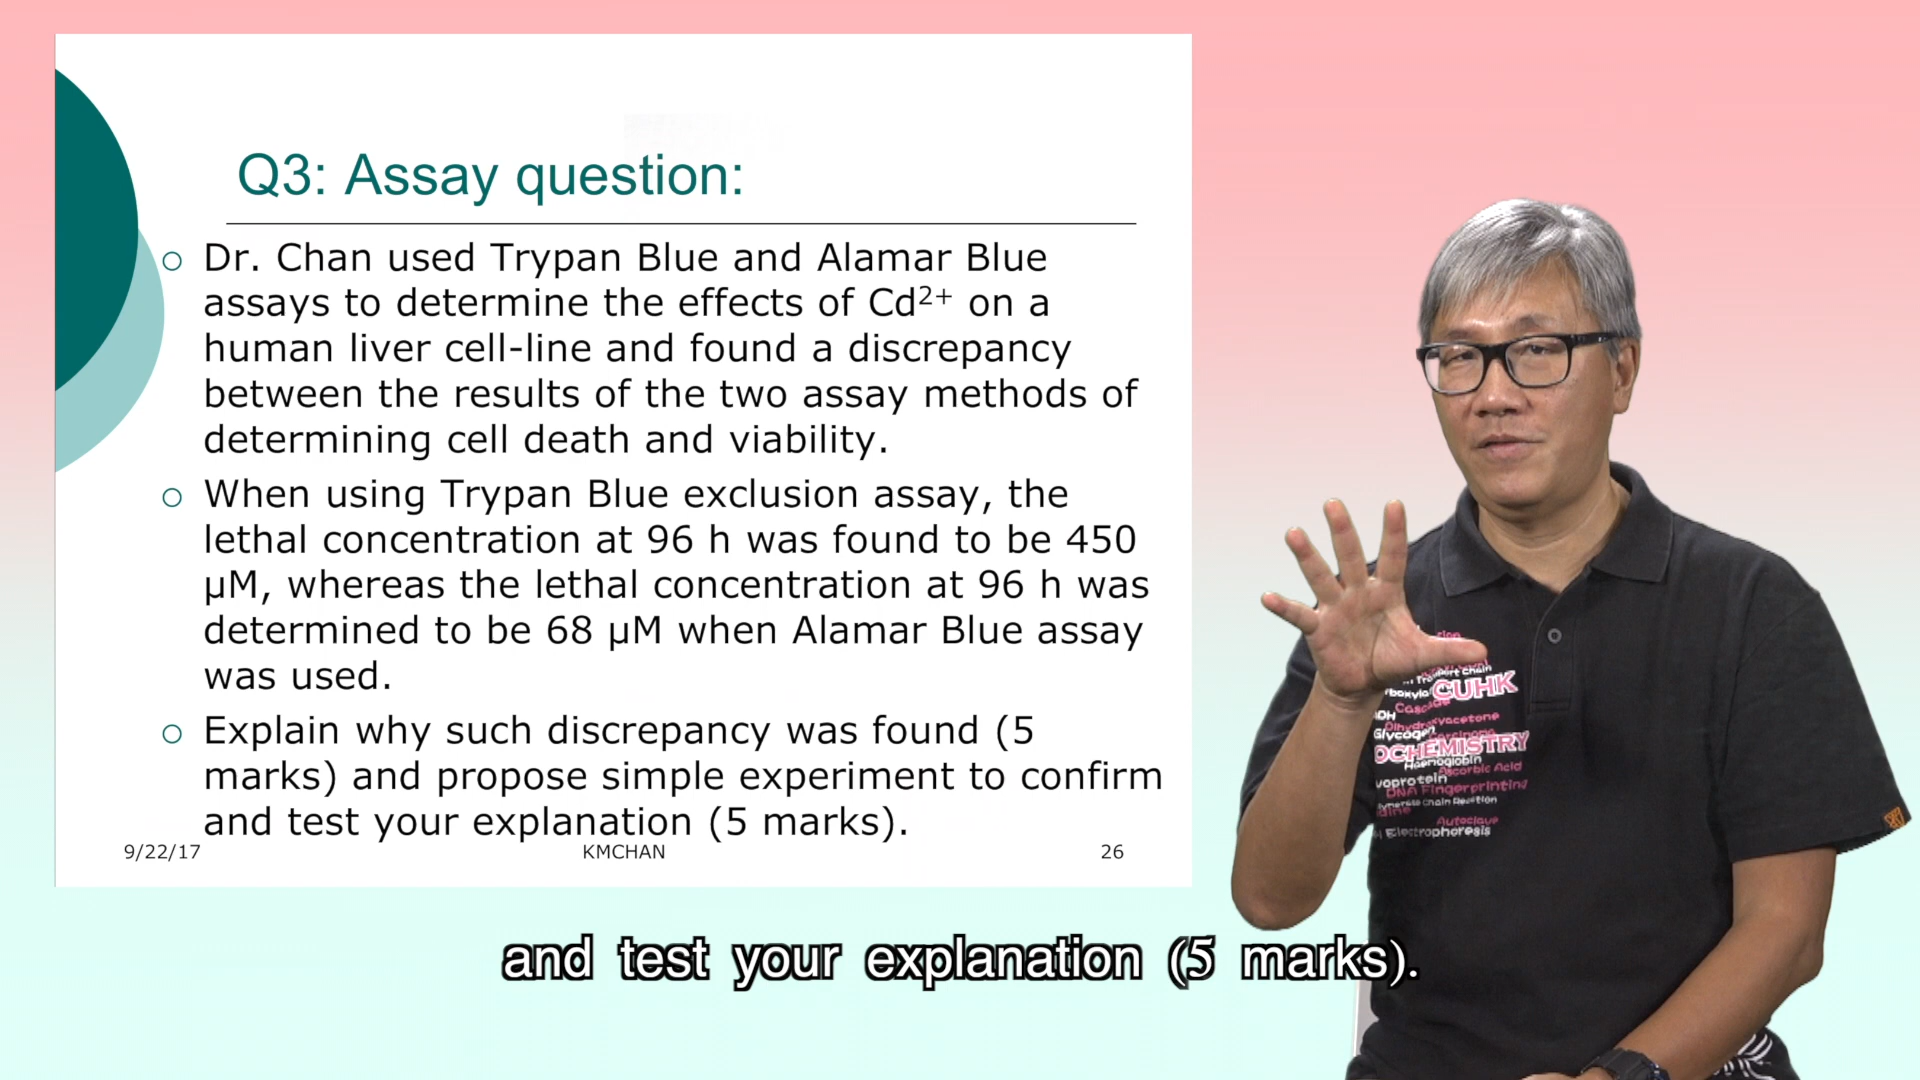 Q3: Assay question:
○ Dr. Chan used Trypan Blue and Alamar Blue
assays to determine the effects of Cd²⁺ on a
human liver cell-line and found a discrepancy
between the results of the two assay methods of
determining cell death and viability.
○ When using Trypan Blue exclusion assay, the
lethal concentration at 96 h was found to be 450
µM, whereas the lethal concentration at 96 h was
determined to be 68 µM when Alamar Blue assay
was used.
○ Explain why such discrepancy was found (5
marks) and propose simple experiment to confirm
and test your explanation (5 marks).
9/22/17 KMCHAN 26
CUHK
Cascade
Dihydroxyacetone
Glycogen
OCHEMISTRY
Haemoglobin
Ascorbic Acid
DNA Fingerprinting
Autoclave
Electrophoresis
and test your explanation (5 marks).